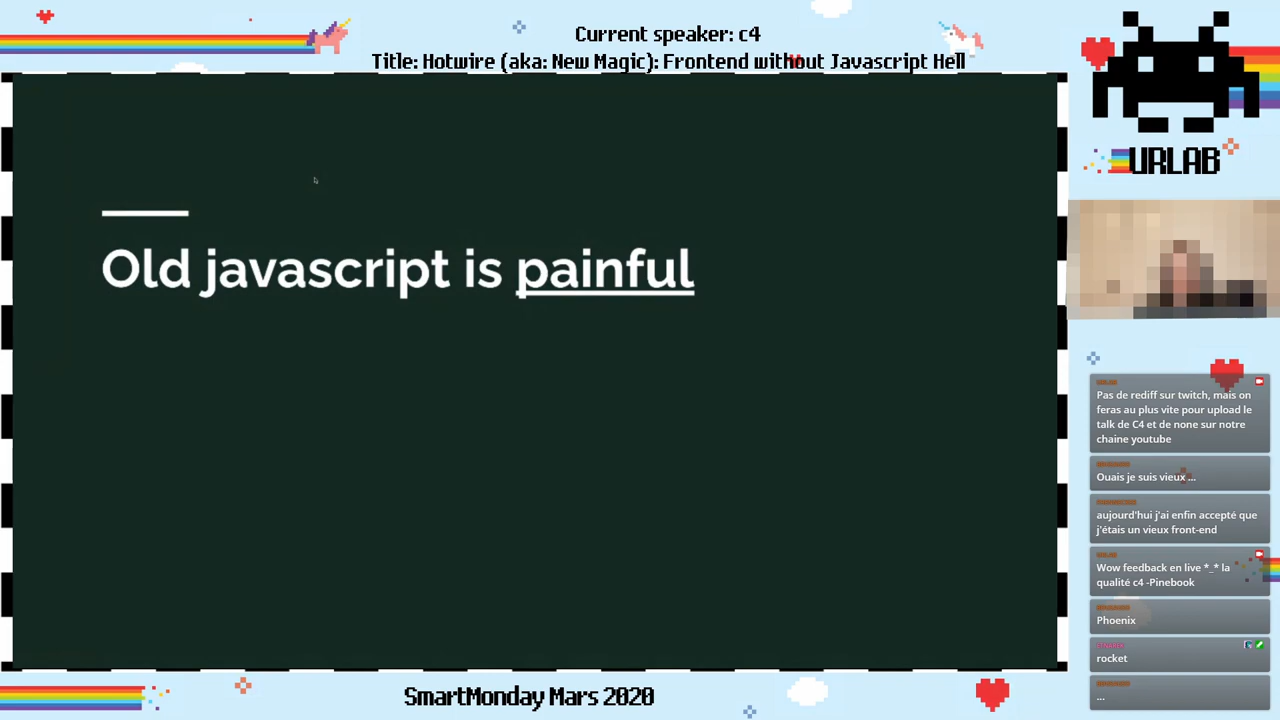 Current speaker: c4
Title: Hotwire (aka: New Magic): Frontend without Javascript Hell
URLAB
Old javascript is painful
Pas de rediff sur twitch, mais on
feras au plus vite pour upload le
talk de C4 et de none sur notre
chaine youtube
Ouais je suis vieux ...
aujourd'hui j'ai enfin accepté que
j'étais un vieux front-end
Wow feedback en live *_* la
qualité c4 -Pinebook
Phoenix
rocket
...
SmartMonday Mars 2020